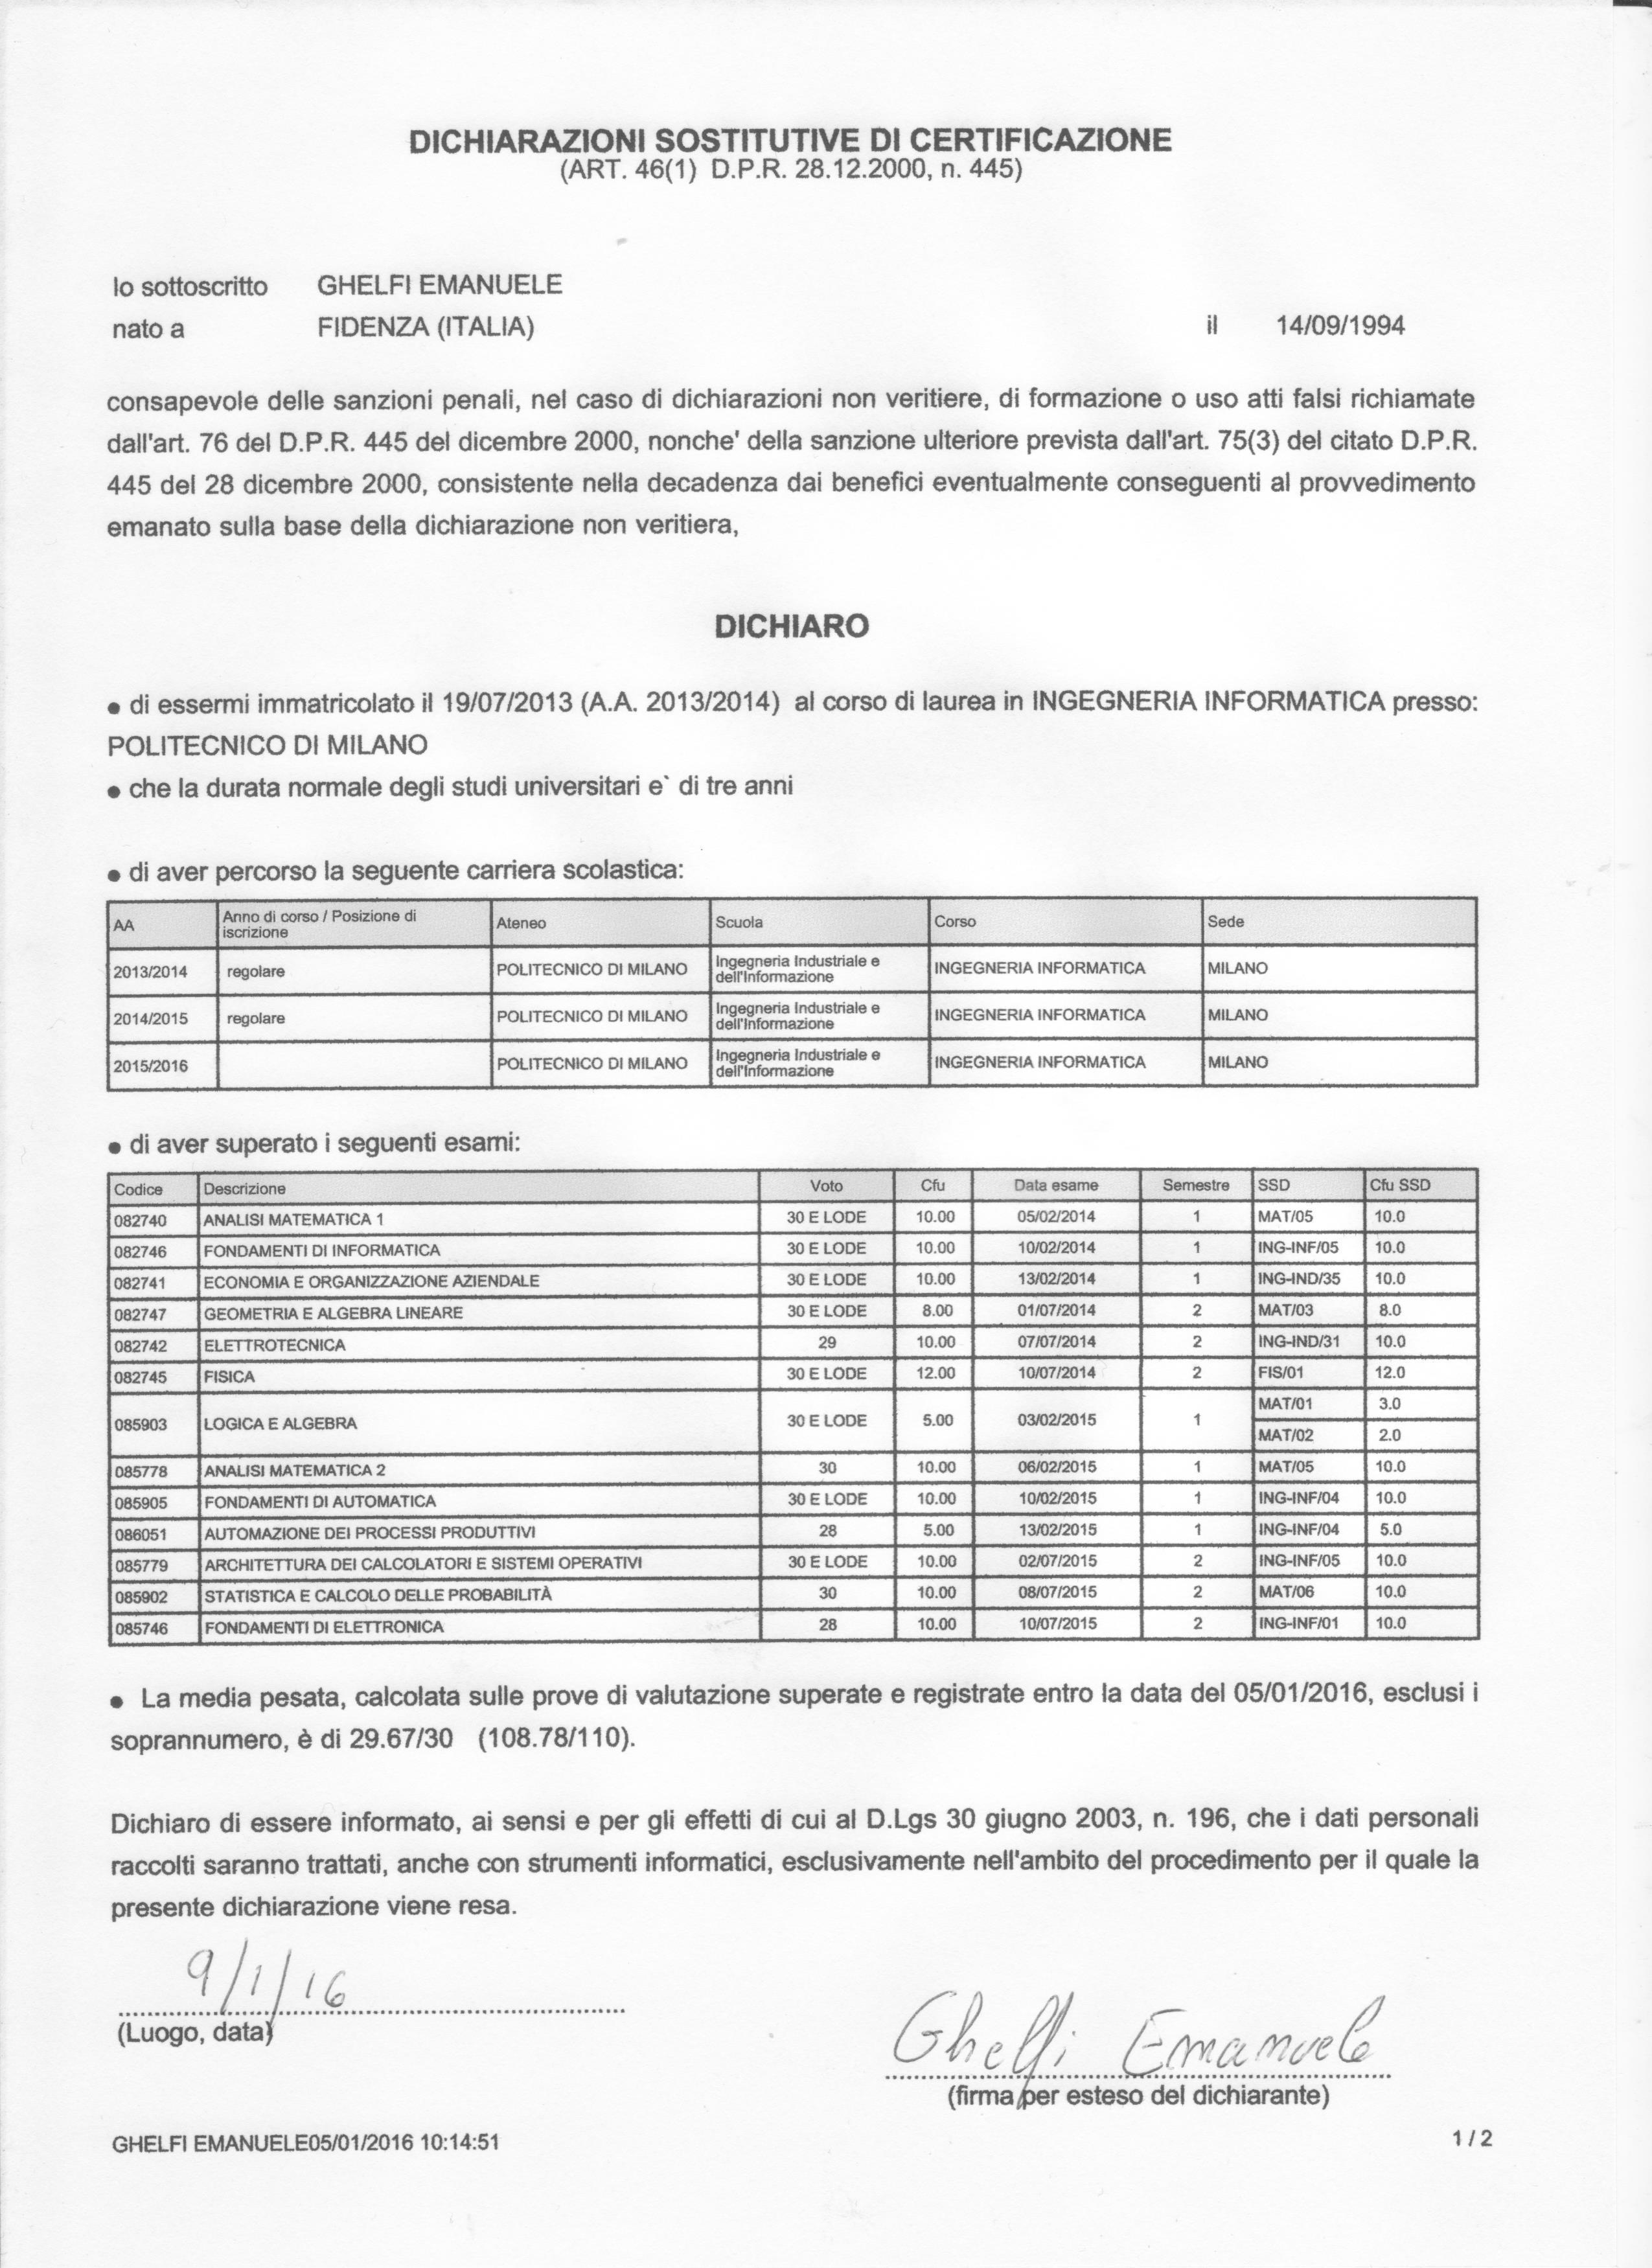 DICHIARAZIONI SOSTITUTIVE DI CERTIFICAZIONE
(ART. 46(1) D.P.R. 28.12.2000, n. 445)
Io sottoscritto GHELFI EMANUELE
nato a FIDENZA (ITALIA) il 14/09/1994
consapevole delle sanzioni penali, nel caso di dichiarazioni non veritiere, di formazione o uso atti falsi richiamate
dall'art. 76 del D.P.R. 445 del dicembre 2000, nonche' della sanzione ulteriore prevista dall'art. 75(3) del citato D.P.R.
445 del 28 dicembre 2000, consistente nella decadenza dai benefici eventualmente conseguenti al provvedimento
emanato sulla base della dichiarazione non veritiera,
DICHIARO
• di essermi immatricolato il 19/07/2013 (A.A. 2013/2014) al corso di laurea in INGEGNERIA INFORMATICA presso:
POLITECNICO DI MILANO
• che la durata normale degli studi universitari e` di tre anni
• di aver percorso la seguente carriera scolastica:
AA Anno di corso / Posizione di iscrizione Ateneo Scuola Corso Sede
2013/2014 regolare POLITECNICO DI MILANO Ingegneria Industriale e dell'Informazione INGEGNERIA INFORMATICA MILANO
2014/2015 regolare POLITECNICO DI MILANO Ingegneria Industriale e dell'Informazione INGEGNERIA INFORMATICA MILANO
2015/2016 POLITECNICO DI MILANO Ingegneria Industriale e dell'Informazione INGEGNERIA INFORMATICA MILANO
• di aver superato i seguenti esami:
Codice Descrizione Voto Cfu Data esame Semestre SSD Cfu SSD
082740 ANALISI MATEMATICA 1 30 E LODE 10.00 05/02/2014 1 MAT/05 10.0
082746 FONDAMENTI DI INFORMATICA 30 E LODE 10.00 10/02/2014 1 ING-INF/05 10.0
082741 ECONOMIA E ORGANIZZAZIONE AZIENDALE 30 E LODE 10.00 13/02/2014 1 ING-IND/35 10.0
082747 GEOMETRIA E ALGEBRA LINEARE 30 E LODE 8.00 01/07/2014 2 MAT/03 8.0
082742 ELETTROTECNICA 29 10.00 07/07/2014 2 ING-IND/31 10.0
082745 FISICA 30 E LODE 12.00 10/07/2014 2 FIS/01 12.0
085903 LOGICA E ALGEBRA 30 E LODE 5.00 03/02/2015 1 MAT/01 3.0
MAT/02 2.0
085778 ANALISI MATEMATICA 2 30 10.00 06/02/2015 1 MAT/05 10.0
085905 FONDAMENTI DI AUTOMATICA 30 E LODE 10.00 10/02/2015 1 ING-INF/04 10.0
086051 AUTOMAZIONE DEI PROCESSI PRODUTTIVI 28 5.00 13/02/2015 1 ING-INF/04 5.0
085779 ARCHITETTURA DEI CALCOLATORI E SISTEMI OPERATIVI 30 E LODE 10.00 02/07/2015 2 ING-INF/05 10.0
085902 STATISTICA E CALCOLO DELLE PROBABILITÀ 30 10.00 08/07/2015 2 MAT/06 10.0
085746 FONDAMENTI DI ELETTRONICA 28 10.00 10/07/2015 2 ING-INF/01 10.0
• La media pesata, calcolata sulle prove di valutazione superate e registrate entro la data del 05/01/2016, esclusi i
soprannumero, è di 29.67/30 (108.78/110).
Dichiaro di essere informato, ai sensi e per gli effetti di cui al D.Lgs 30 giugno 2003, n. 196, che i dati personali
raccolti saranno trattati, anche con strumenti informatici, esclusivamente nell'ambito del procedimento per il quale la
presente dichiarazione viene resa.
9/1/16
(Luogo, data)
Ghelfi Emanuele
(firma per esteso del dichiarante)
GHELFI EMANUELE05/01/2016 10:14:51 1 / 2